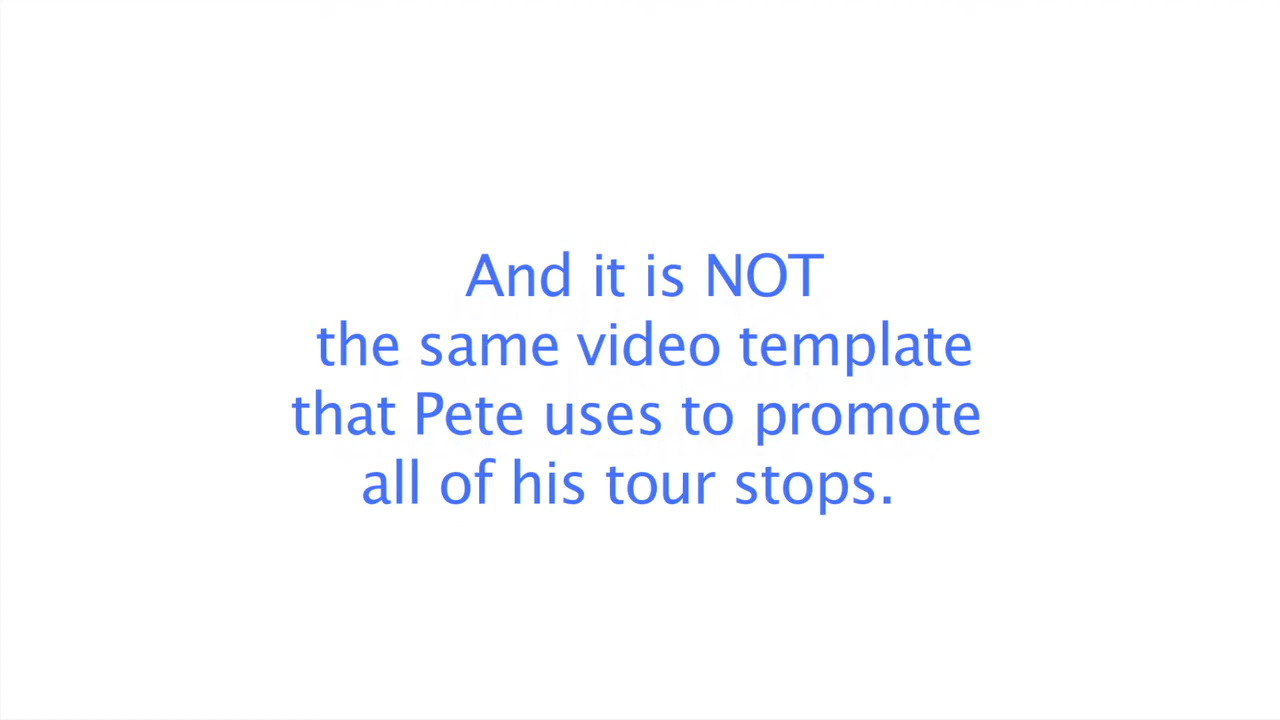 And it is NOT
the same video template
that Pete uses to promote
all of his tour stops.